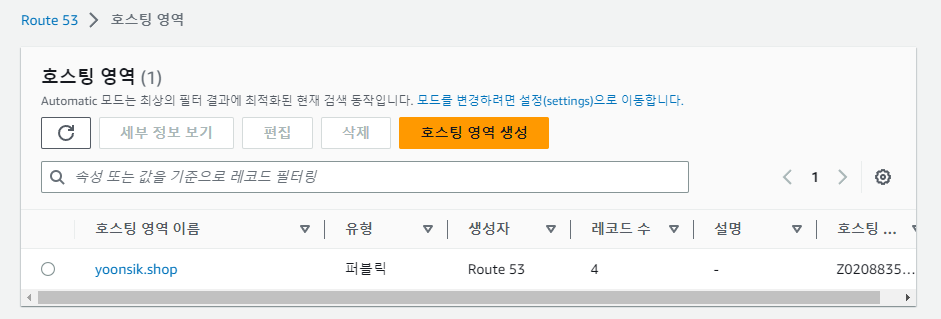 Route 53 > 호스팅 영역
호스팅 영역 (1)
Automatic 모드는 최상의 필터 결과에 최적화된 현재 검색 동작입니다. 모드를 변경하려면 설정(settings)으로 이동합니다.
세부 정보 보기 편집 삭제 호스팅 영역 생성
속성 또는 값을 기준으로 레코드 필터링 1
호스팅 영역 이름 유형 생성자 레코드 수 설명 호스팅 ...
yoonsik.shop 퍼블릭 Route 53 4 - Z0208835...